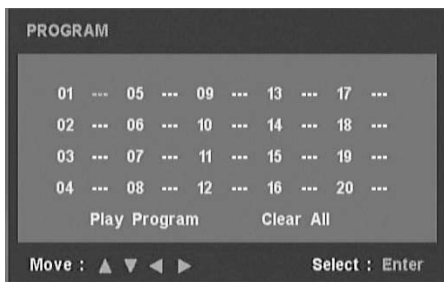 PROGRAM
01 --- 05 --- 09 --- 13 --- 17 ---
02 --- 06 --- 10 --- 14 --- 18 ---
03 --- 07 --- 11 --- 15 --- 19 ---
04 --- 08 --- 12 --- 16 --- 20 ---
Play Program Clear All
Move : ▲ ▼ ◀ ▶ Select : Enter